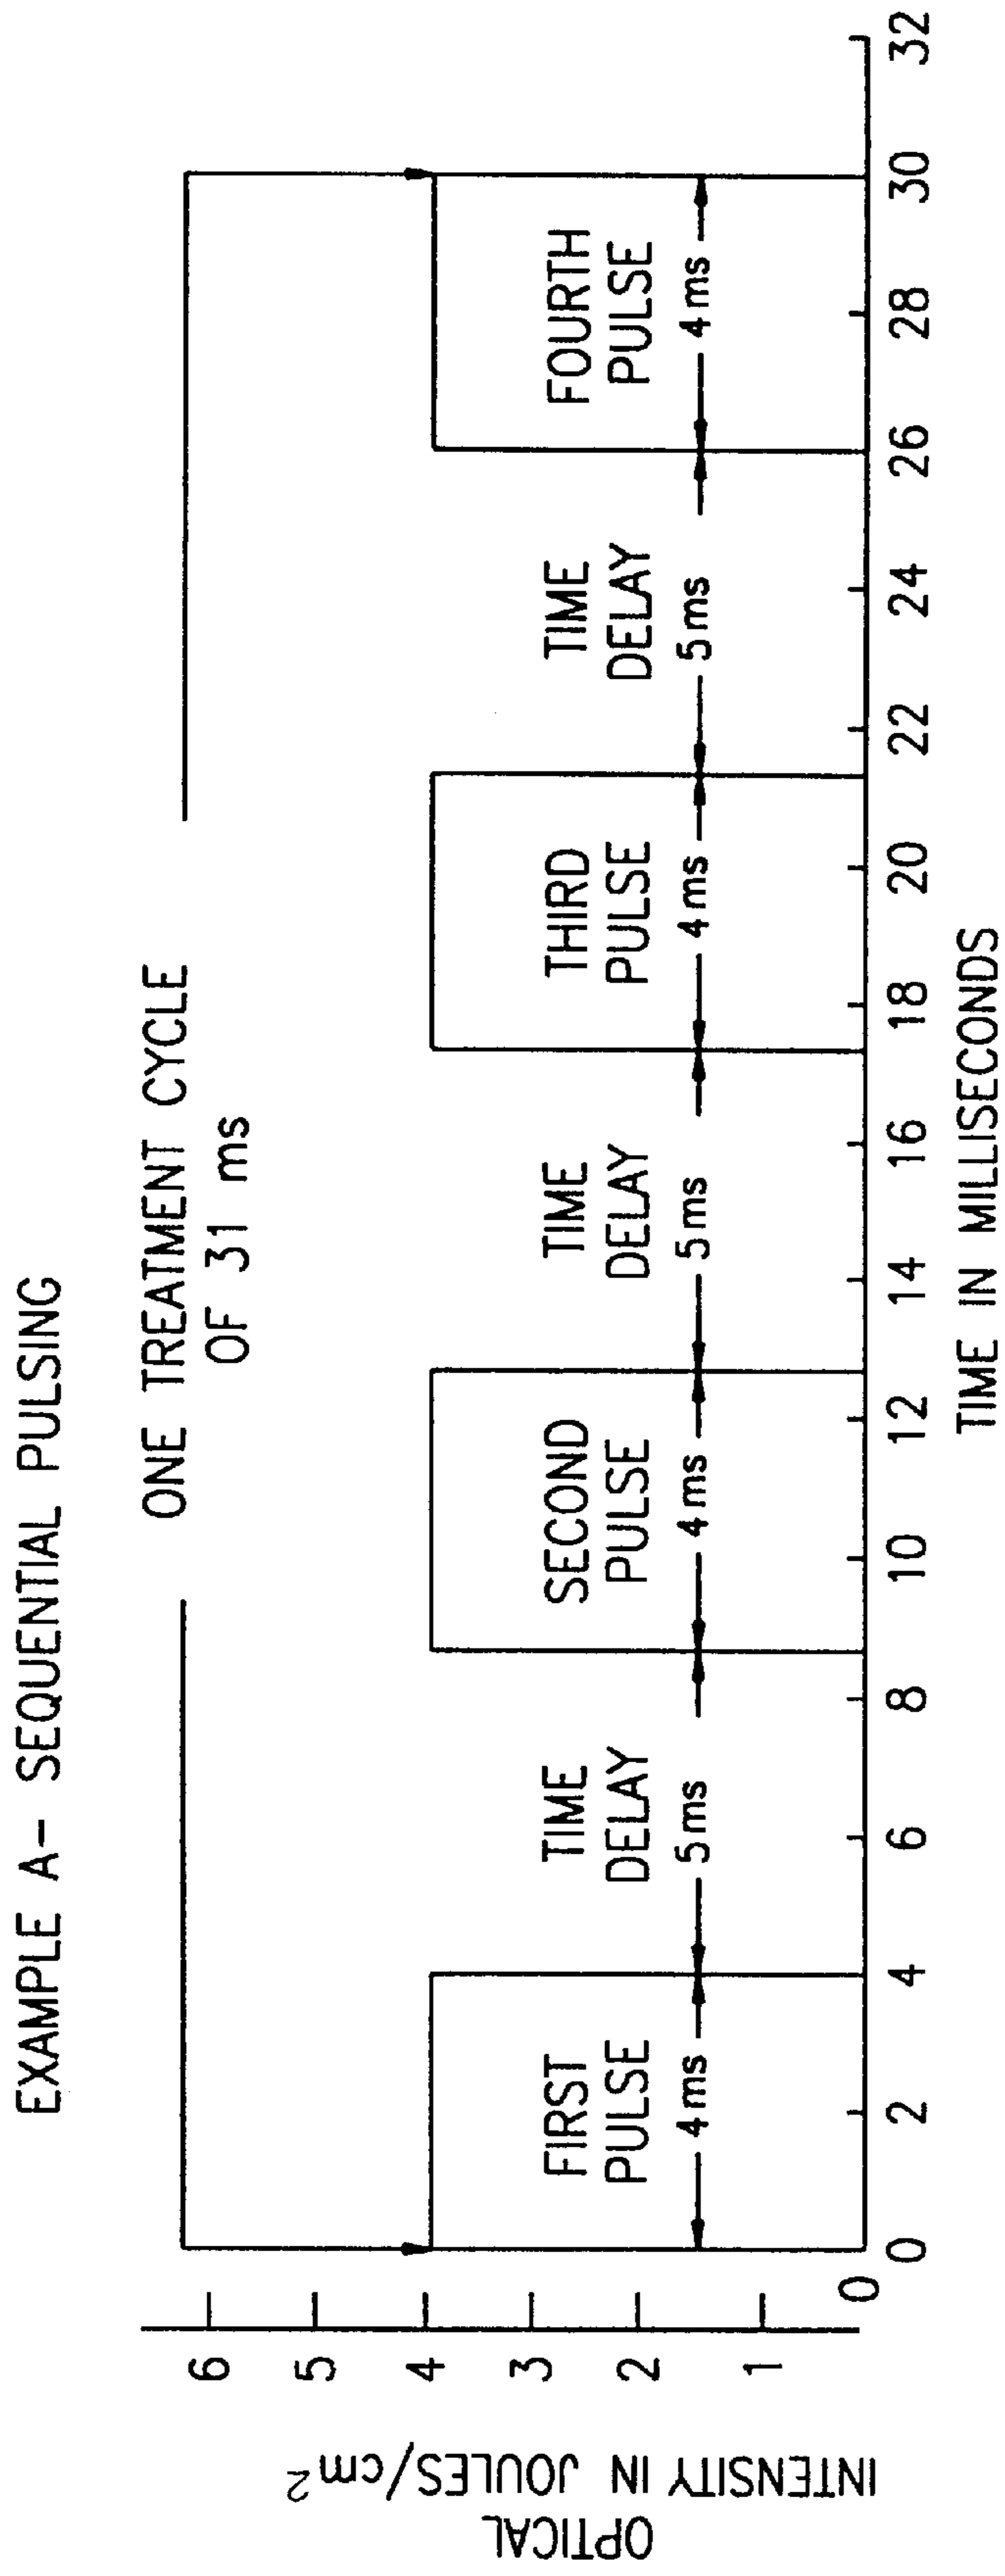 EXAMPLE A- SEQUENTIAL PULSING
ONE TREATMENT CYCLE
OF 31 ms
OPTICAL
INTENSITY IN JOULES/cm²
6
5
4
3
2
1
0
FIRST
PULSE
4 ms
TIME
DELAY
5 ms
SECOND
PULSE
4 ms
TIME
DELAY
5 ms
THIRD
PULSE
4 ms
TIME
DELAY
5 ms
FOURTH
PULSE
4 ms
0 2 4 6 8 10 12 14 16 18 20 22 24 26 28 30 32
TIME IN MILLISECONDS